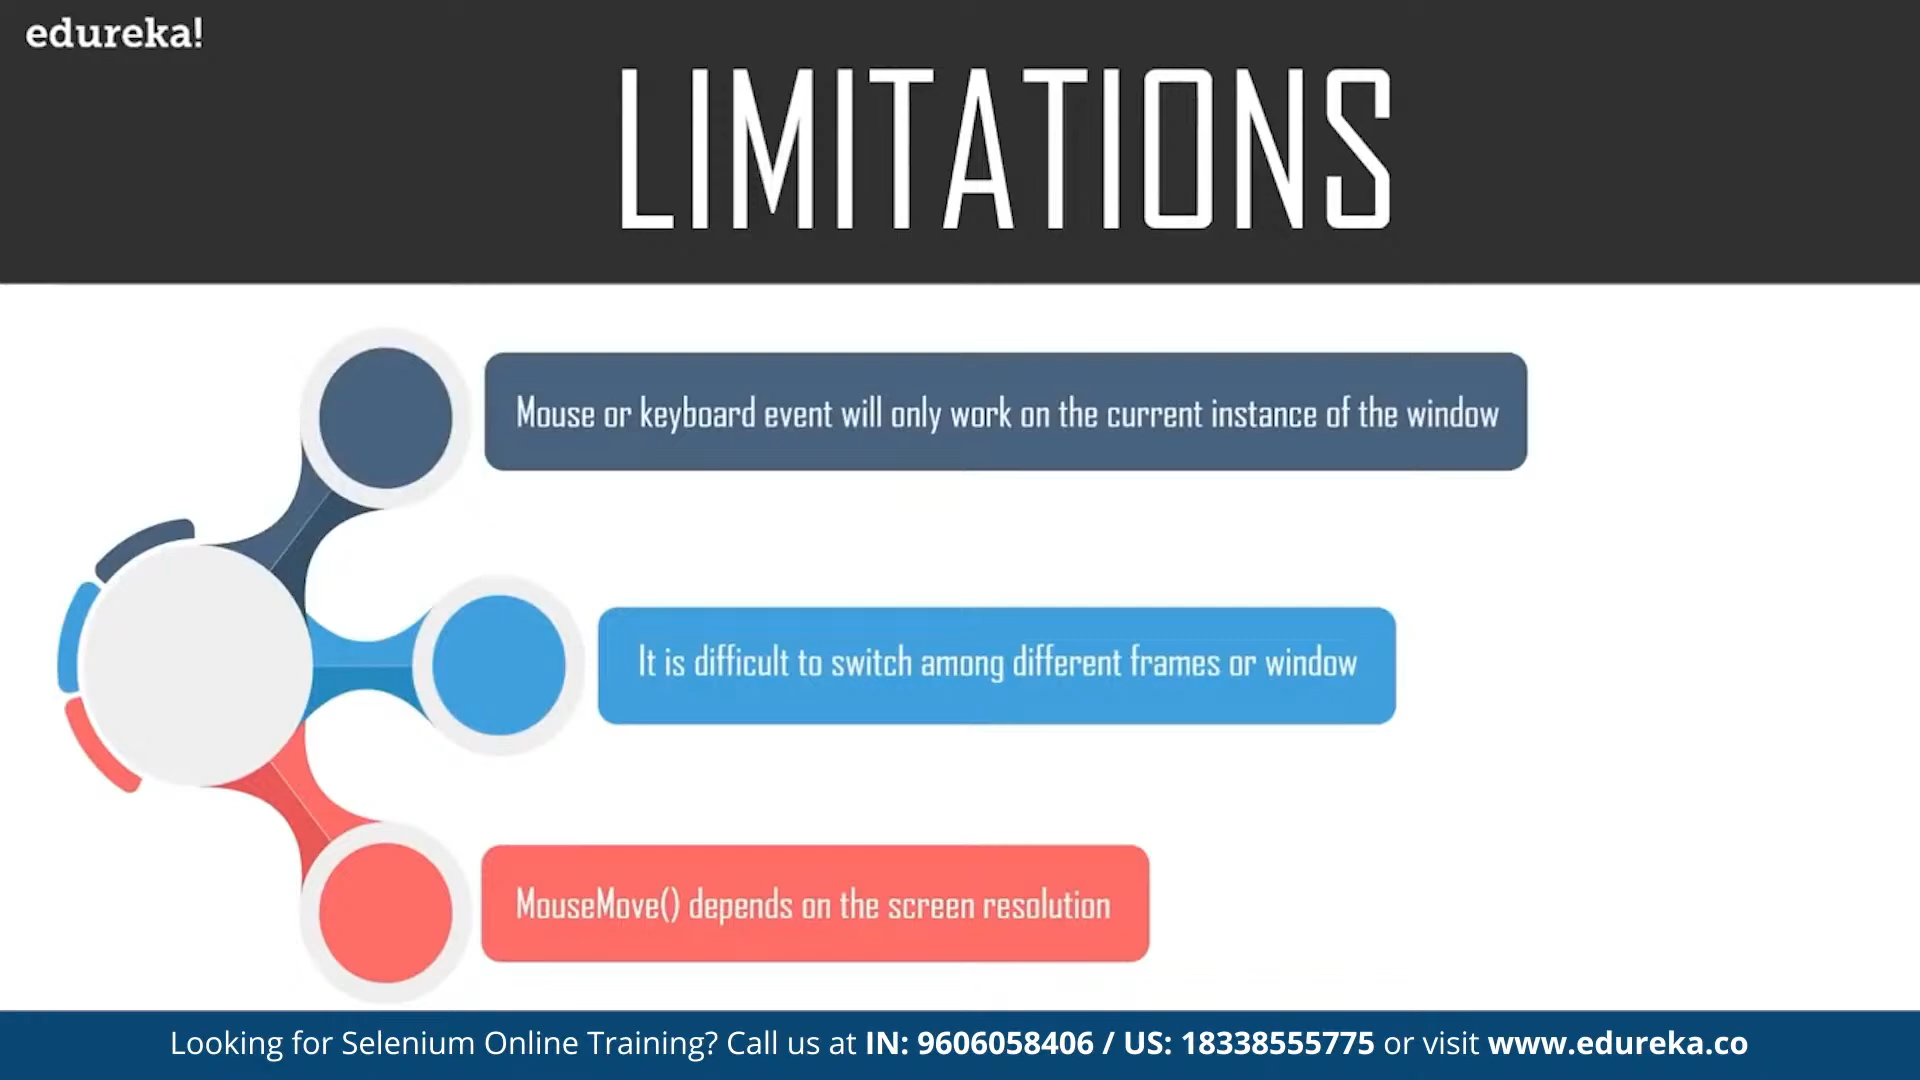 edureka!
LIMITATIONS
Mouse or keyboard event will only work on the current instance of the window
It is difficult to switch among different frames or window
MouseMove() depends on the screen resolution
Looking for Selenium Online Training? Call us at IN: 9606058406 / US: 18338555775 or visit www.edureka.co